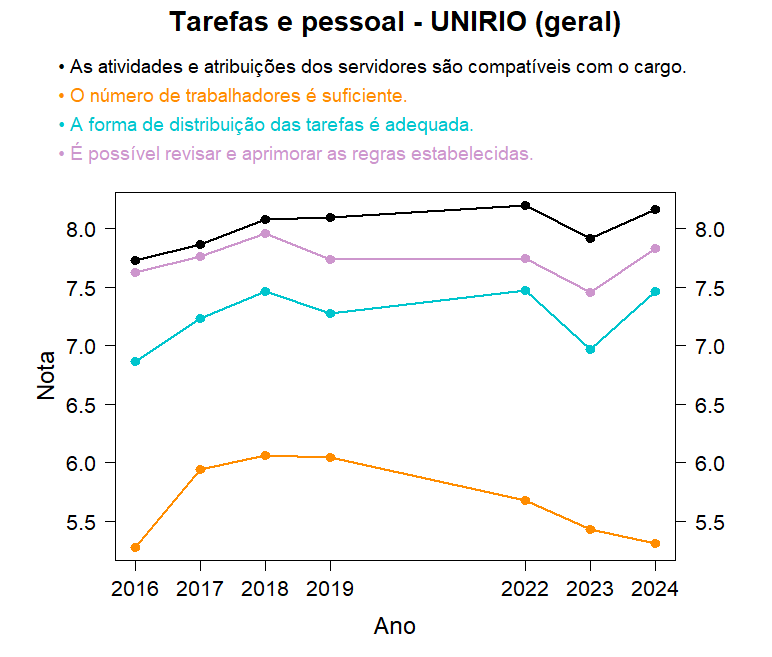 Tarefas e pessoal - UNIRIO (geral)
• As atividades e atribuições dos servidores são compatíveis com o cargo.
• O número de trabalhadores é suficiente.
• A forma de distribuição das tarefas é adequada.
• É possível revisar e aprimorar as regras estabelecidas.
8.0 8.0
7.5 7.5
7.0 7.0
Nota
6.5 6.5
6.0 6.0
5.5 5.5
2016 2017 2018 2019 2022 2023 2024
Ano